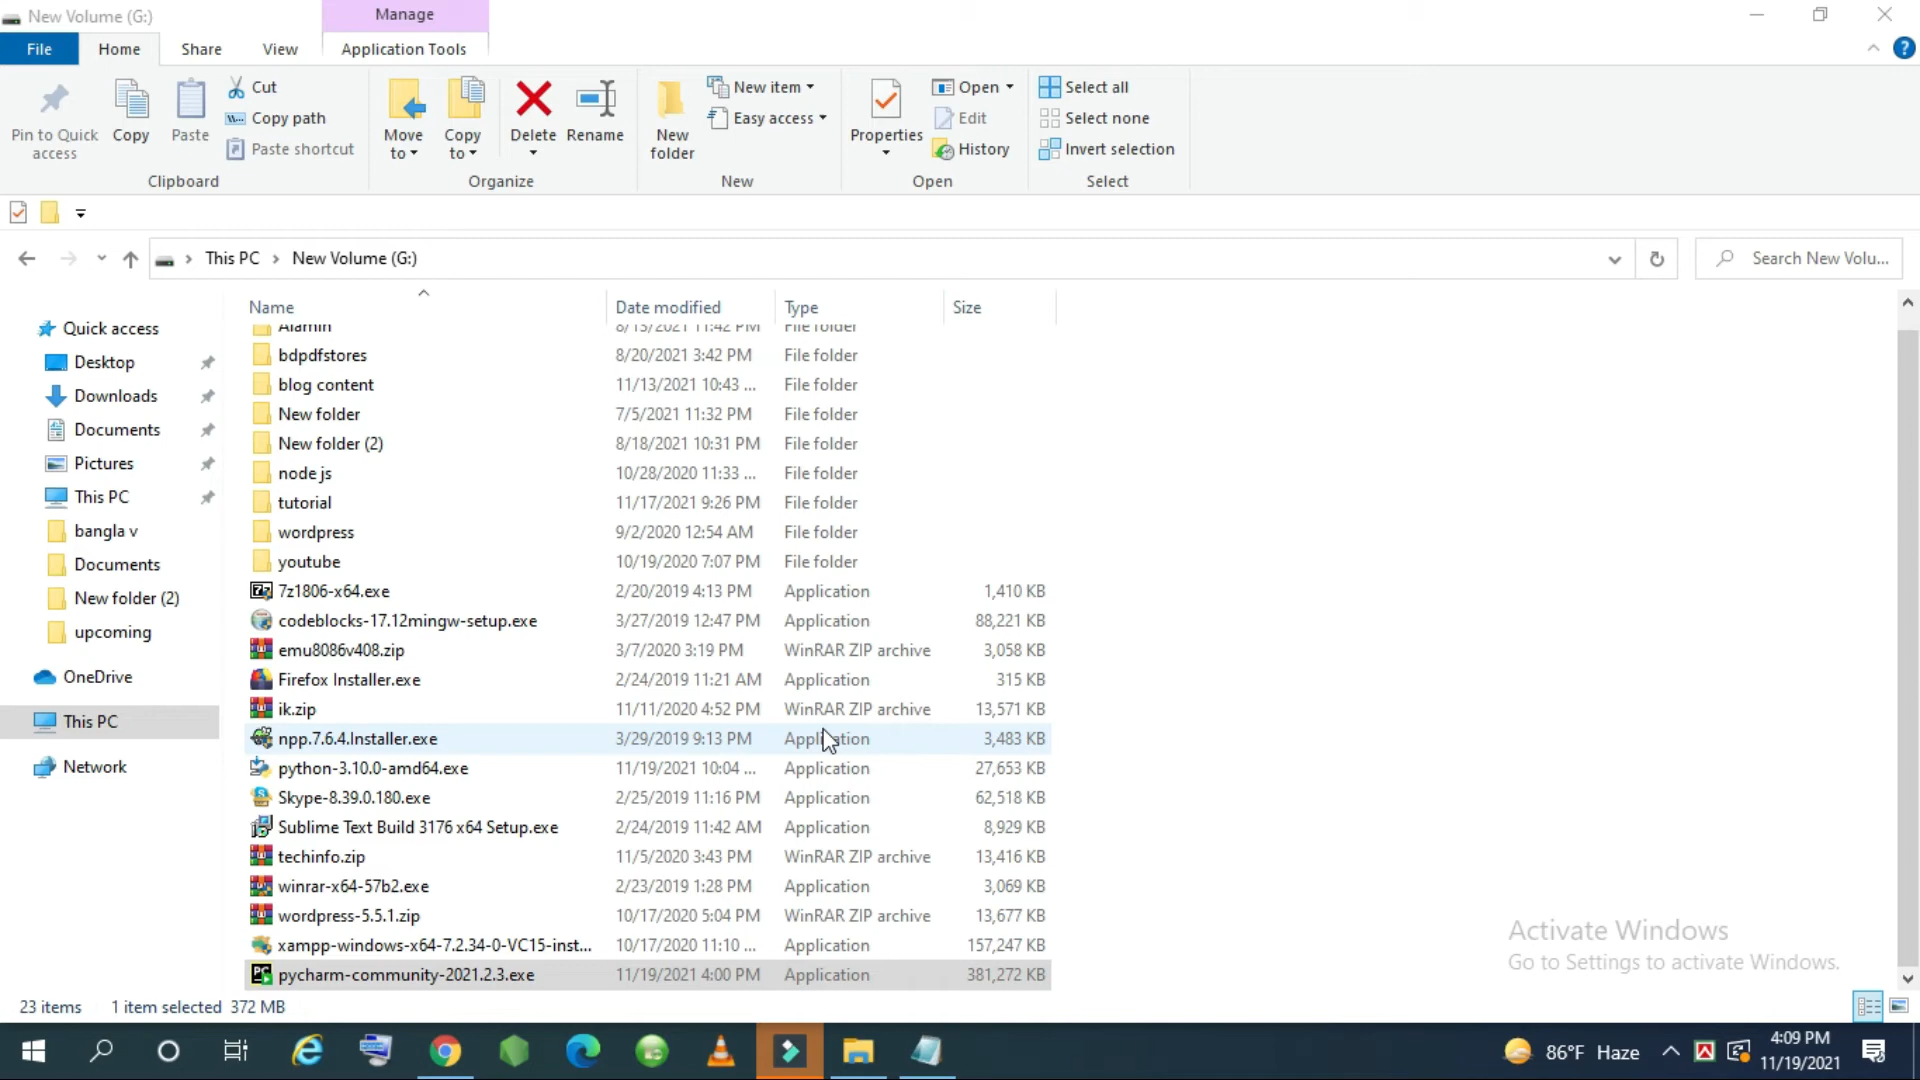 New Volume (G:)
Manage
File
Home
Share
View
Application Tools
Pin to Quick
access
Copy
Paste
Cut
Copy path
Paste shortcut
Clipboard
Move
to
Copy
to
Delete
Rename
Organize
New
folder
New item
Easy access
New
Properties
Open
Edit
History
Open
Select all
Select none
Invert selection
Select
This PC > New Volume (G:)
Search New Volu...
Name Date modified Type Size
Quick access
Desktop
Downloads
Documents
Pictures
This PC
bangla v
Documents
New folder (2)
upcoming
OneDrive
This PC
Network
Alamin 8/13/2021 11:42 PM File folder
bdpdfstores 8/20/2021 3:42 PM File folder
blog content 11/13/2021 10:43 ... File folder
New folder 7/5/2021 11:32 PM File folder
New folder (2) 8/18/2021 10:31 PM File folder
node js 10/28/2020 11:33 ... File folder
tutorial 11/17/2021 9:26 PM File folder
wordpress 9/2/2020 12:54 AM File folder
youtube 10/19/2020 7:07 PM File folder
7z1806-x64.exe 2/20/2019 4:13 PM Application 1,410 KB
codeblocks-17.12mingw-setup.exe 3/27/2019 12:47 PM Application 88,221 KB
emu8086v408.zip 3/7/2020 3:19 PM WinRAR ZIP archive 3,058 KB
Firefox Installer.exe 2/24/2019 11:21 AM Application 315 KB
ik.zip 11/11/2020 4:52 PM WinRAR ZIP archive 13,571 KB
npp.7.6.4.Installer.exe 3/29/2019 9:13 PM Application 3,483 KB
python-3.10.0-amd64.exe 11/19/2021 10:04 ... Application 27,653 KB
Skype-8.39.0.180.exe 2/25/2019 11:16 PM Application 62,518 KB
Sublime Text Build 3176 x64 Setup.exe 2/24/2019 11:42 AM Application 8,929 KB
techinfo.zip 11/5/2020 3:43 PM WinRAR ZIP archive 13,416 KB
winrar-x64-57b2.exe 2/23/2019 1:28 PM Application 3,069 KB
wordpress-5.5.1.zip 10/17/2020 5:04 PM WinRAR ZIP archive 13,677 KB
xampp-windows-x64-7.2.34-0-VC15-inst... 10/17/2020 11:10 ... Application 157,247 KB
pycharm-community-2021.2.3.exe 11/19/2021 4:00 PM Application 381,272 KB
Activate Windows
Go to Settings to activate Windows.
23 items 1 item selected 372 MB
86°F Haze
4:09 PM
11/19/2021